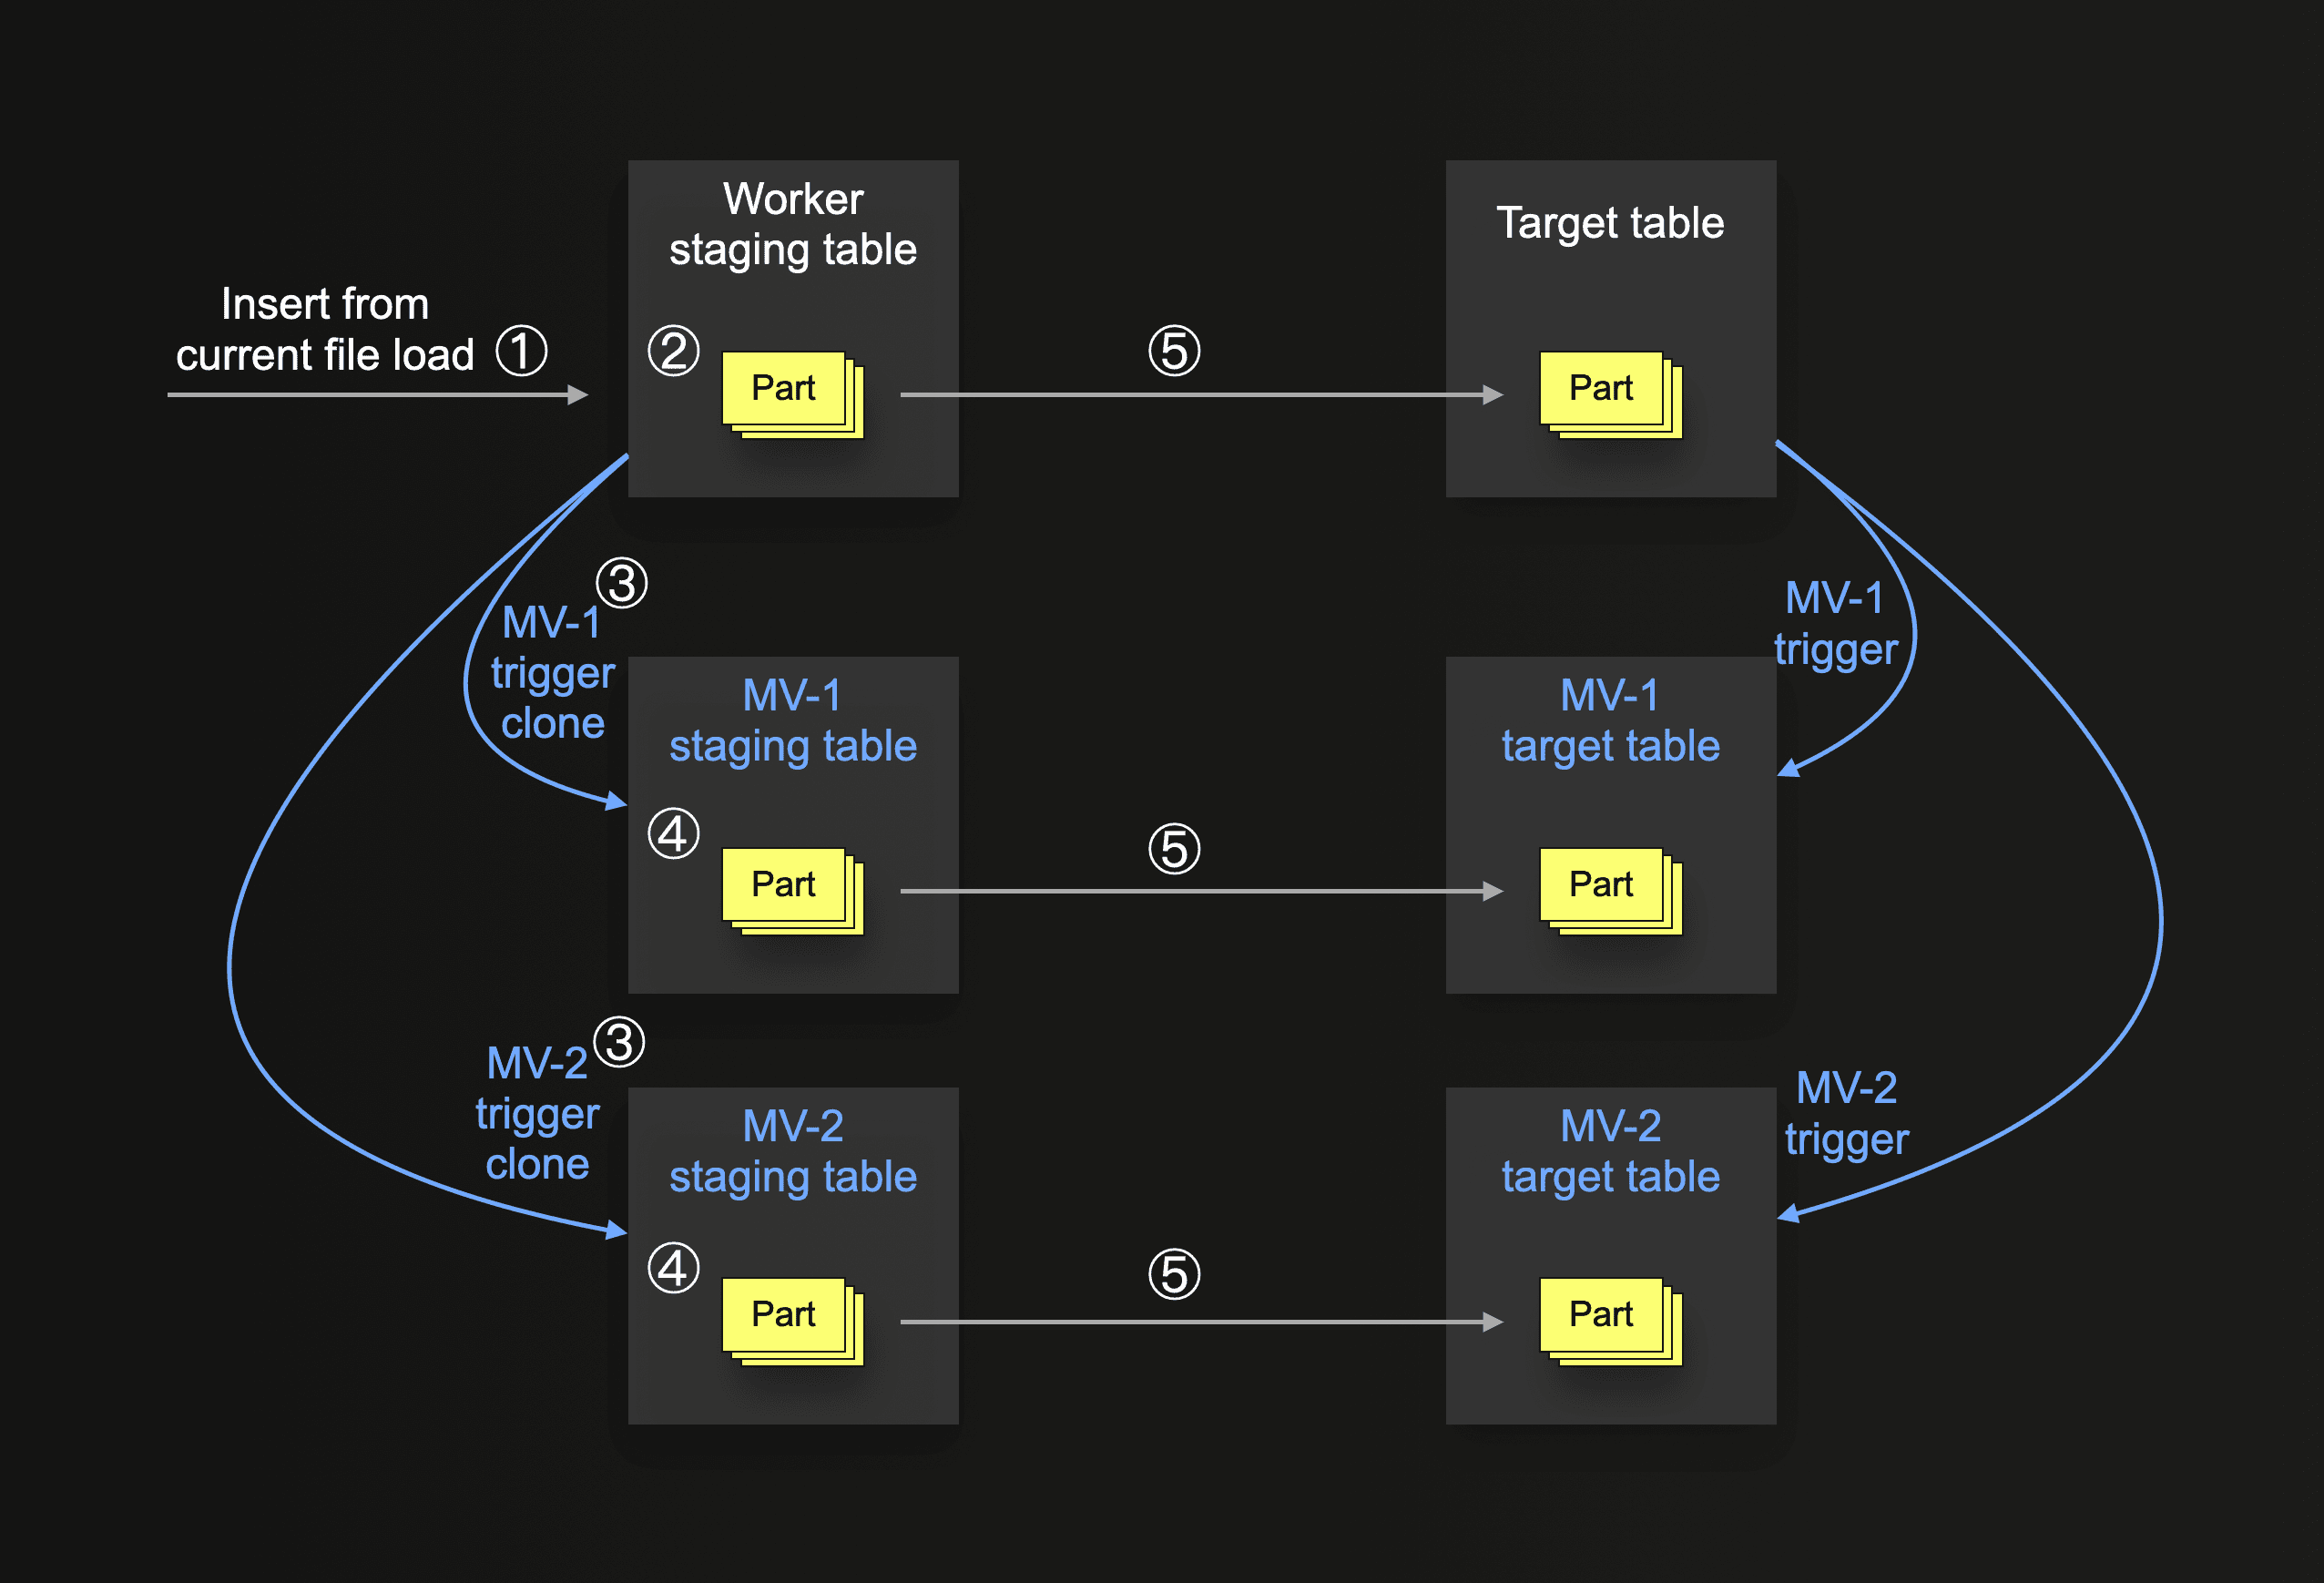 Worker
staging table
Target table
Insert from
current file load ①
②
Part
⑤
Part
③
MV-1
trigger
clone
MV-1
trigger
MV-1
staging table
MV-1
target table
④
Part
⑤
Part
③
MV-2
trigger
clone
MV-2
trigger
MV-2
staging table
MV-2
target table
④
Part
⑤
Part